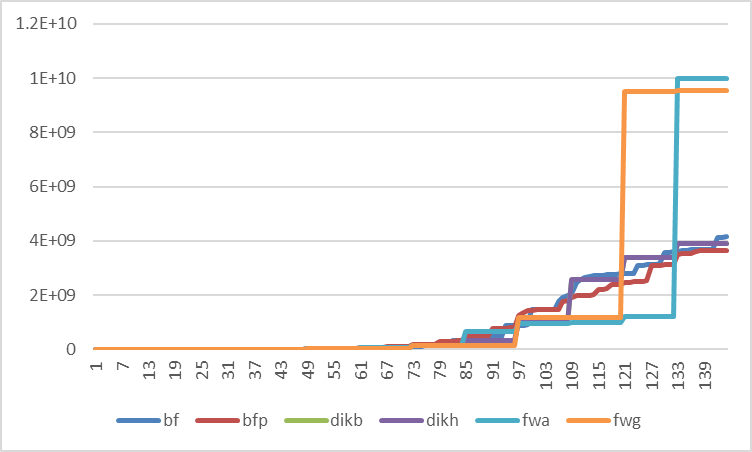 1.2E+10
1E+10
8E+09
6E+09
4E+09
2E+09
0
1 7 13 19 25 31 37 43 49 55 61 67 73 79 85 91 97 103 109 115 121 127 133 139
bf bfp dikb dikh fwa fwg